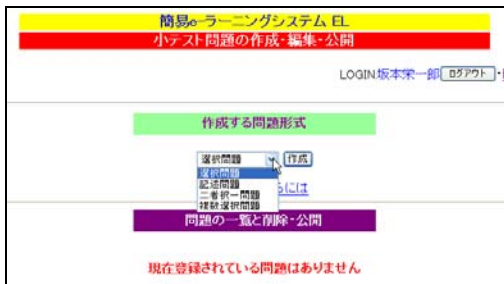 簡易e-ラーニングシステム EL
小テスト問題の作成・編集・公開
LOGIN:坂本栄一郎 ログアウト・
作成する問題形式
選択問題 作成
選択問題
記述問題
二者択一問題
らには
複数選択問題
問題の一覧と削除・公開
現在登録されている問題はありません